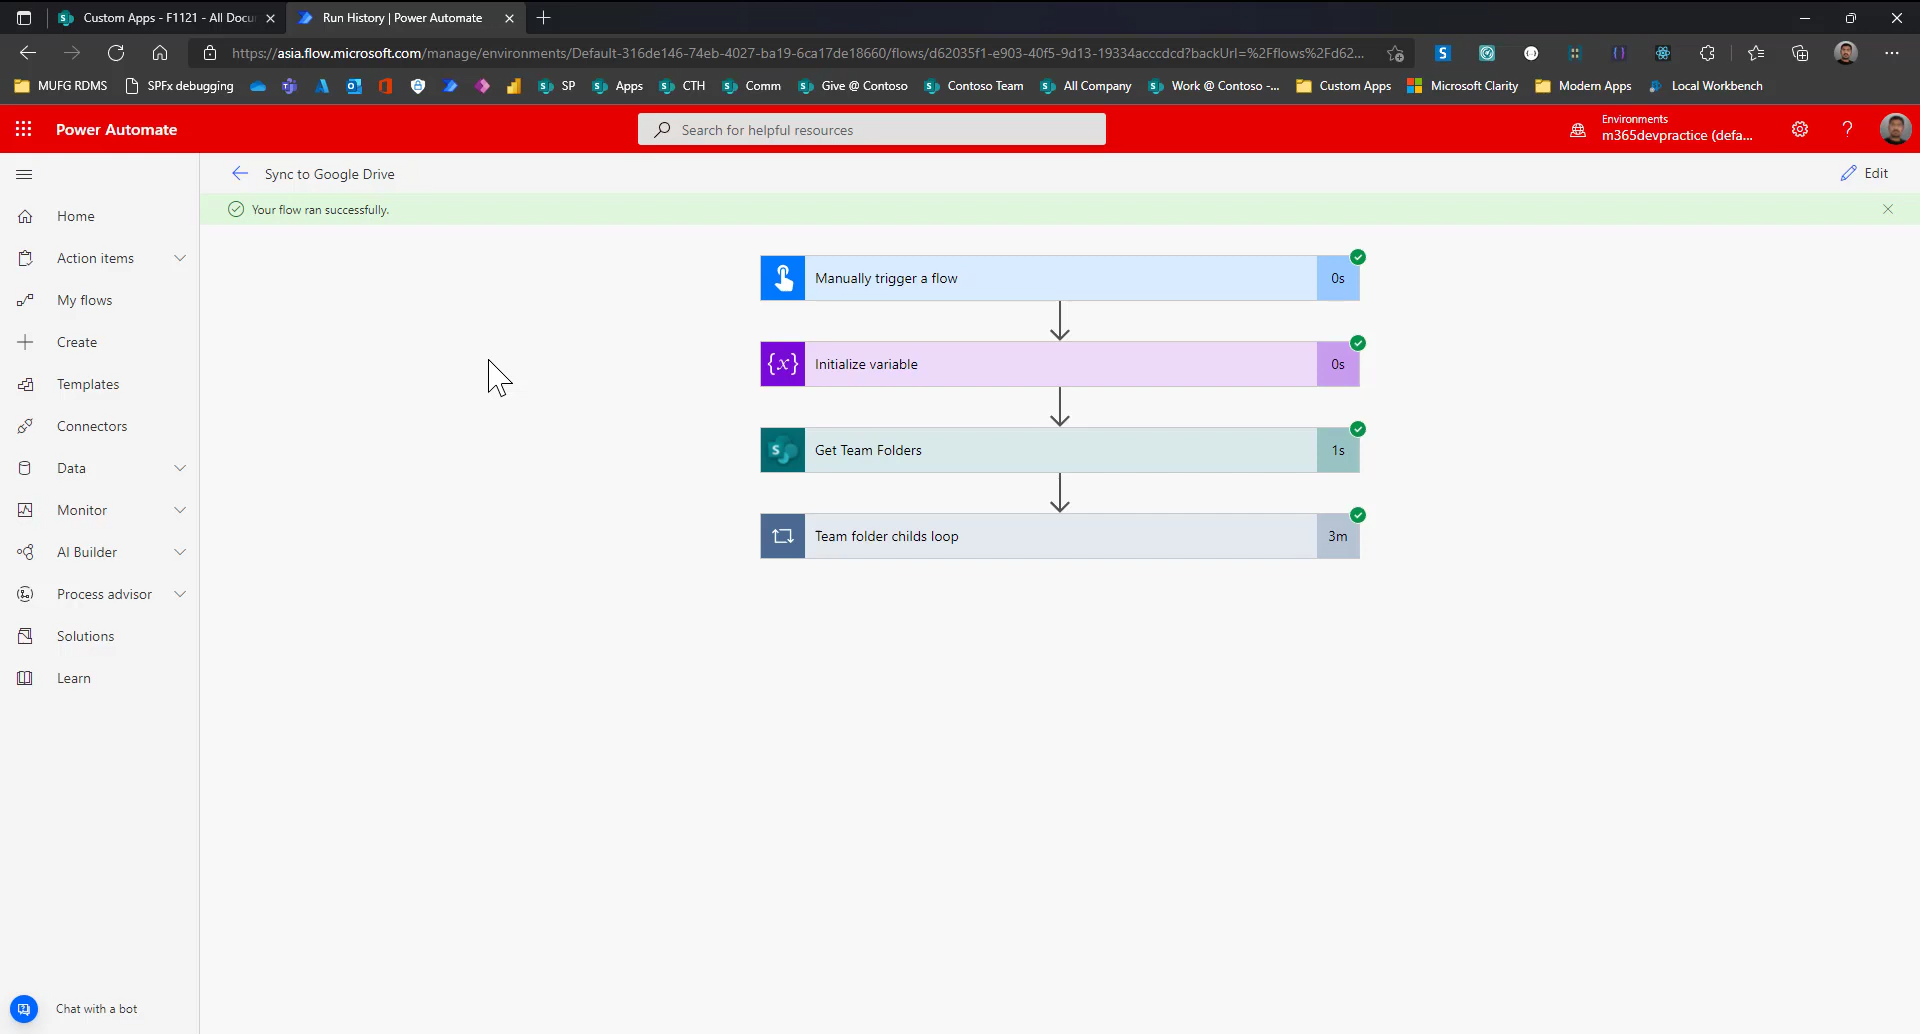 Custom Apps - F1121 - All Docu
Run History | Power Automate
https://asia.flow.microsoft.com/manage/environments/Default-316de146-74eb-4027-ba19-6ca17de18660/flows/d62035f1-e903-40f5-9d13-19334acccdcd?backUrl=%2Fflows%2Fd62...
MUFG RDMS
SPFx debugging
SP
Apps
CTH
Comm
Give @ Contoso
Contoso Team
All Company
Work @ Contoso -...
Custom Apps
Microsoft Clarity
Modern Apps
Local Workbench
Power Automate
Search for helpful resources
Environments
m365devpractice (defa...
Sync to Google Drive
Edit
Your flow ran successfully.
Home
Action items
My flows
Create
Templates
Connectors
Data
Monitor
AI Builder
Process advisor
Solutions
Learn
Chat with a bot
Manually trigger a flow
0s
{x}
Initialize variable
0s
Get Team Folders
1s
Team folder childs loop
3m